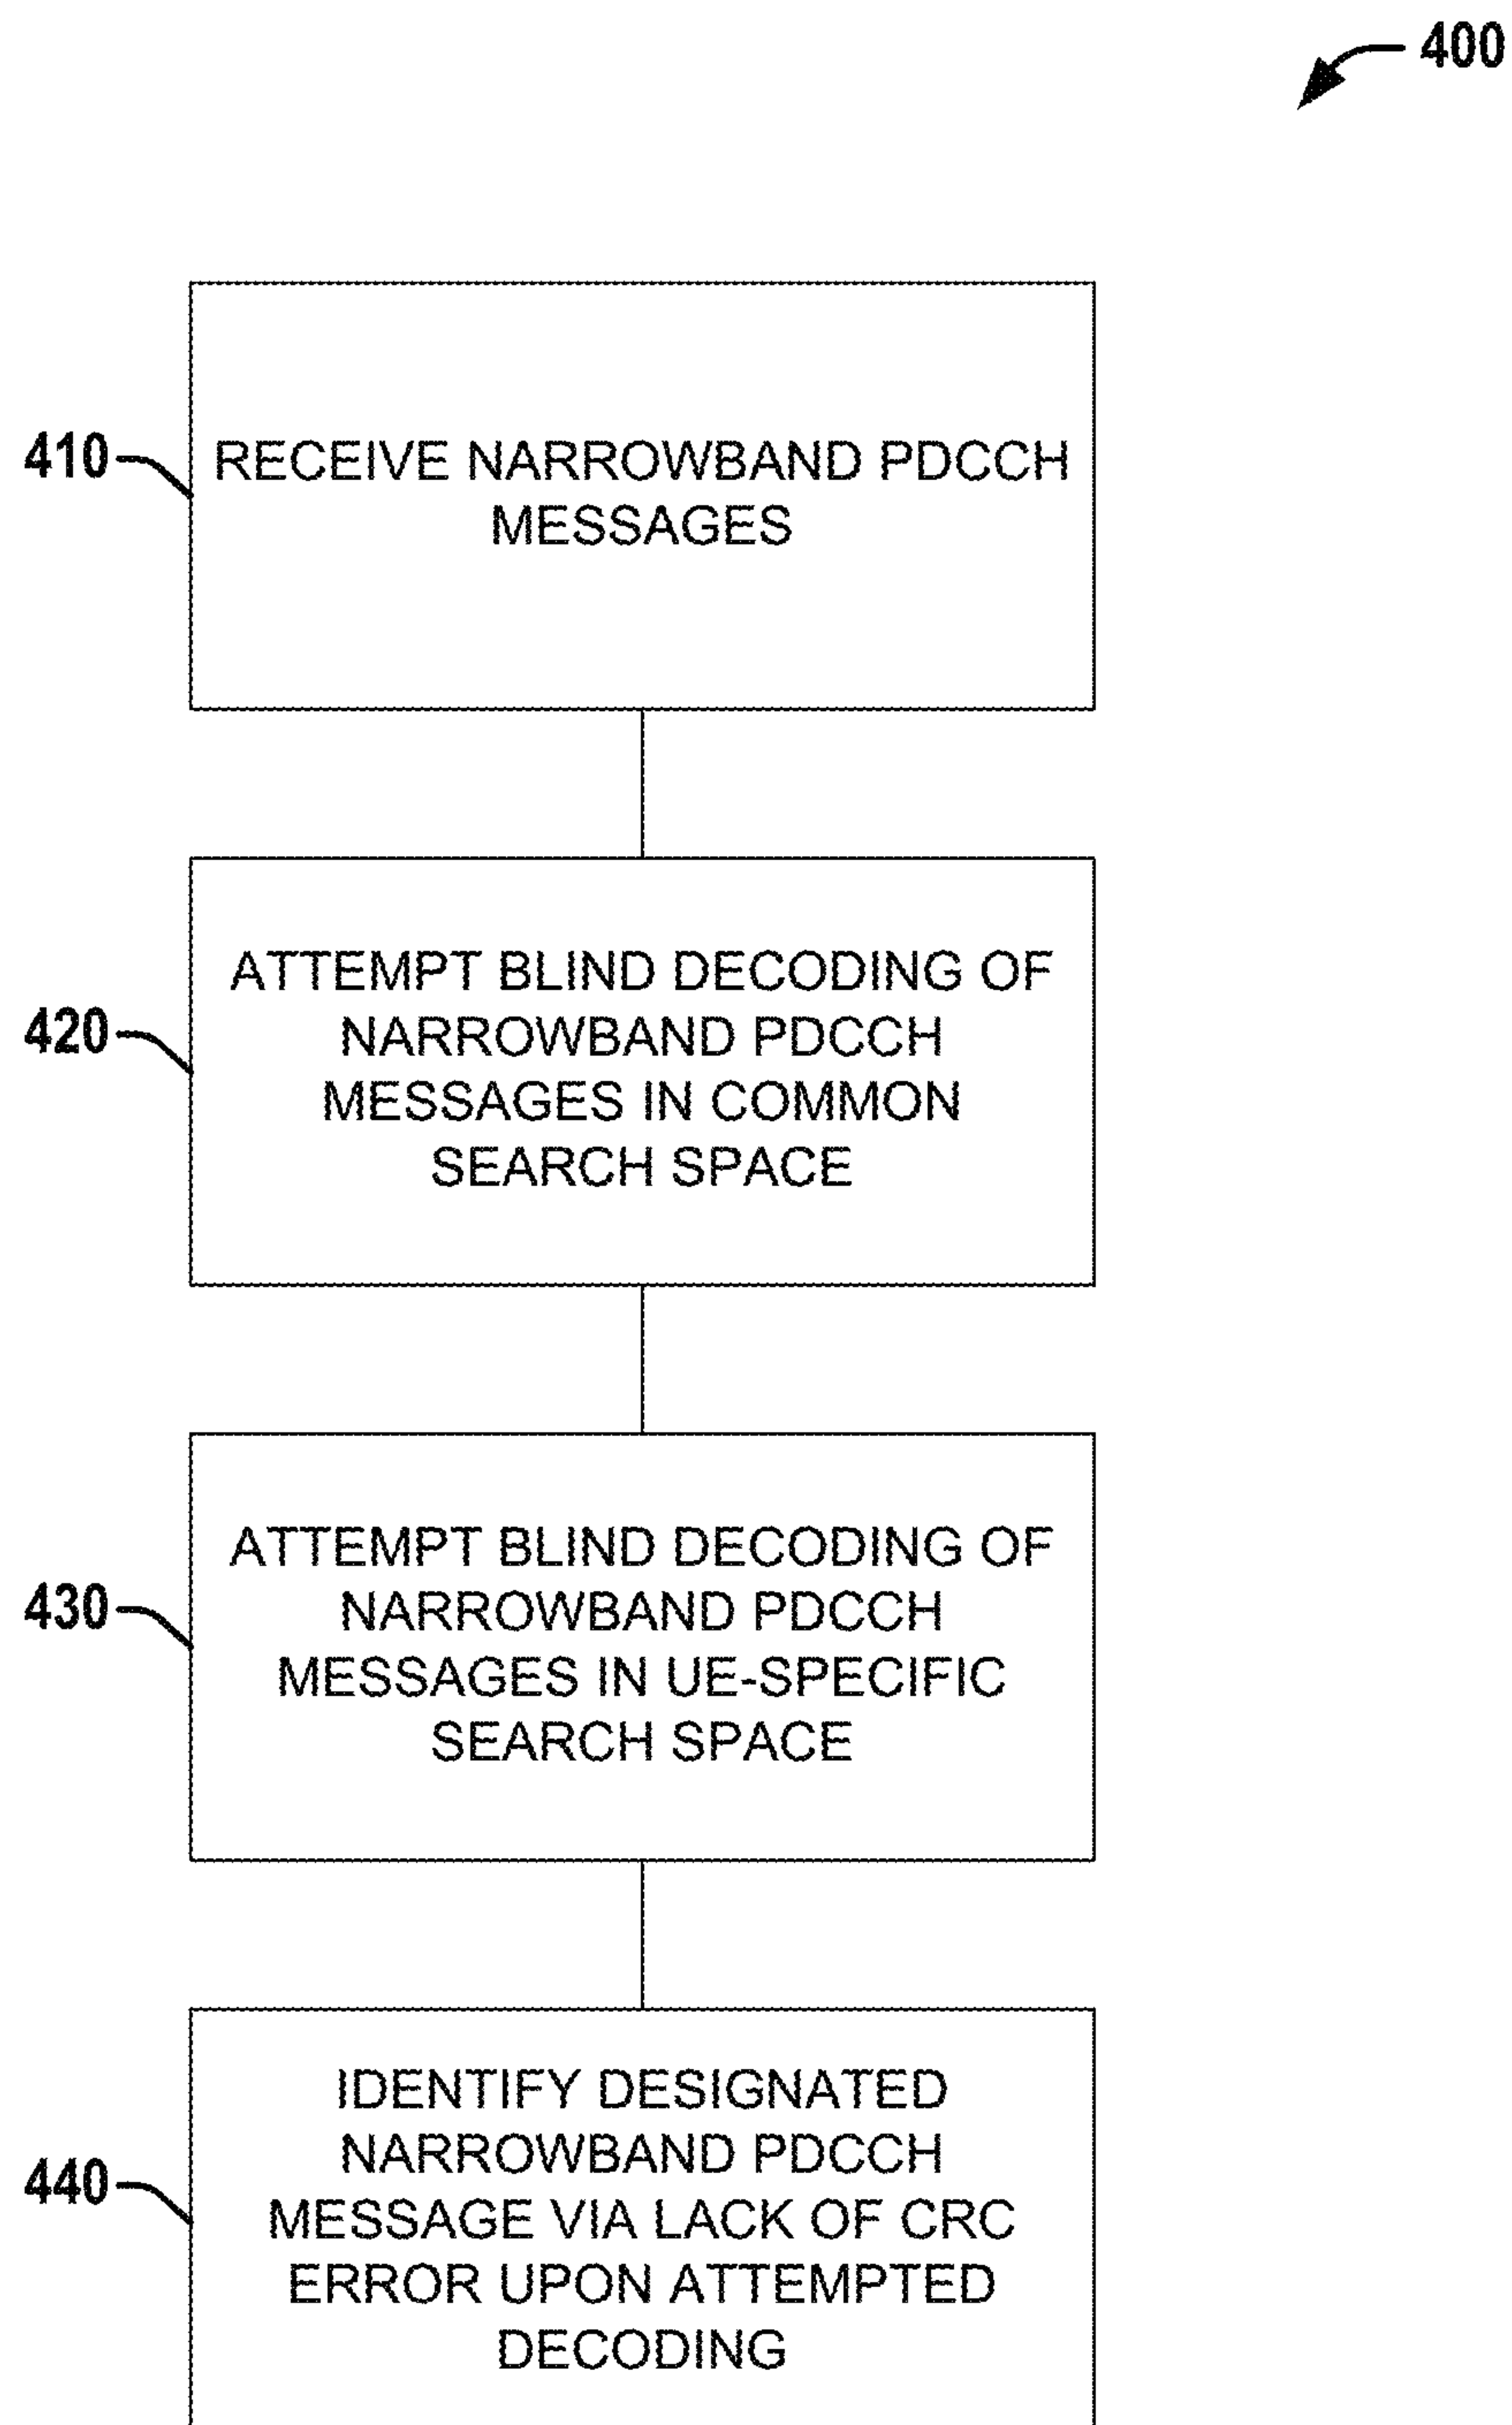 400
410
RECEIVE NARROWBAND PDCCH
MESSAGES
420
ATTEMPT BLIND DECODING OF
NARROWBAND PDCCH
MESSAGES IN COMMON
SEARCH SPACE
430
ATTEMPT BLIND DECODING OF
NARROWBAND PDCCH
MESSAGES IN UE-SPECIFIC
SEARCH SPACE
440
IDENTIFY DESIGNATED
NARROWBAND PDCCH
MESSAGE VIA LACK OF CRC
ERROR UPON ATTEMPTED
DECODING